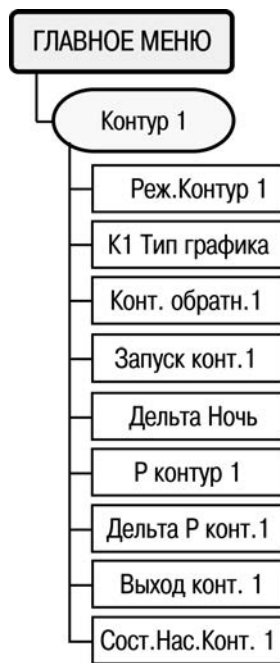 ГЛАВНОЕ МЕНЮ
Контур 1
Реж.Контур 1
К1 Тип графика
Конт. обратн.1
Запуск конт.1
Дельта Ночь
Р контур 1
Дельта Р конт.1
Выход конт. 1
Сост.Нас.Конт. 1